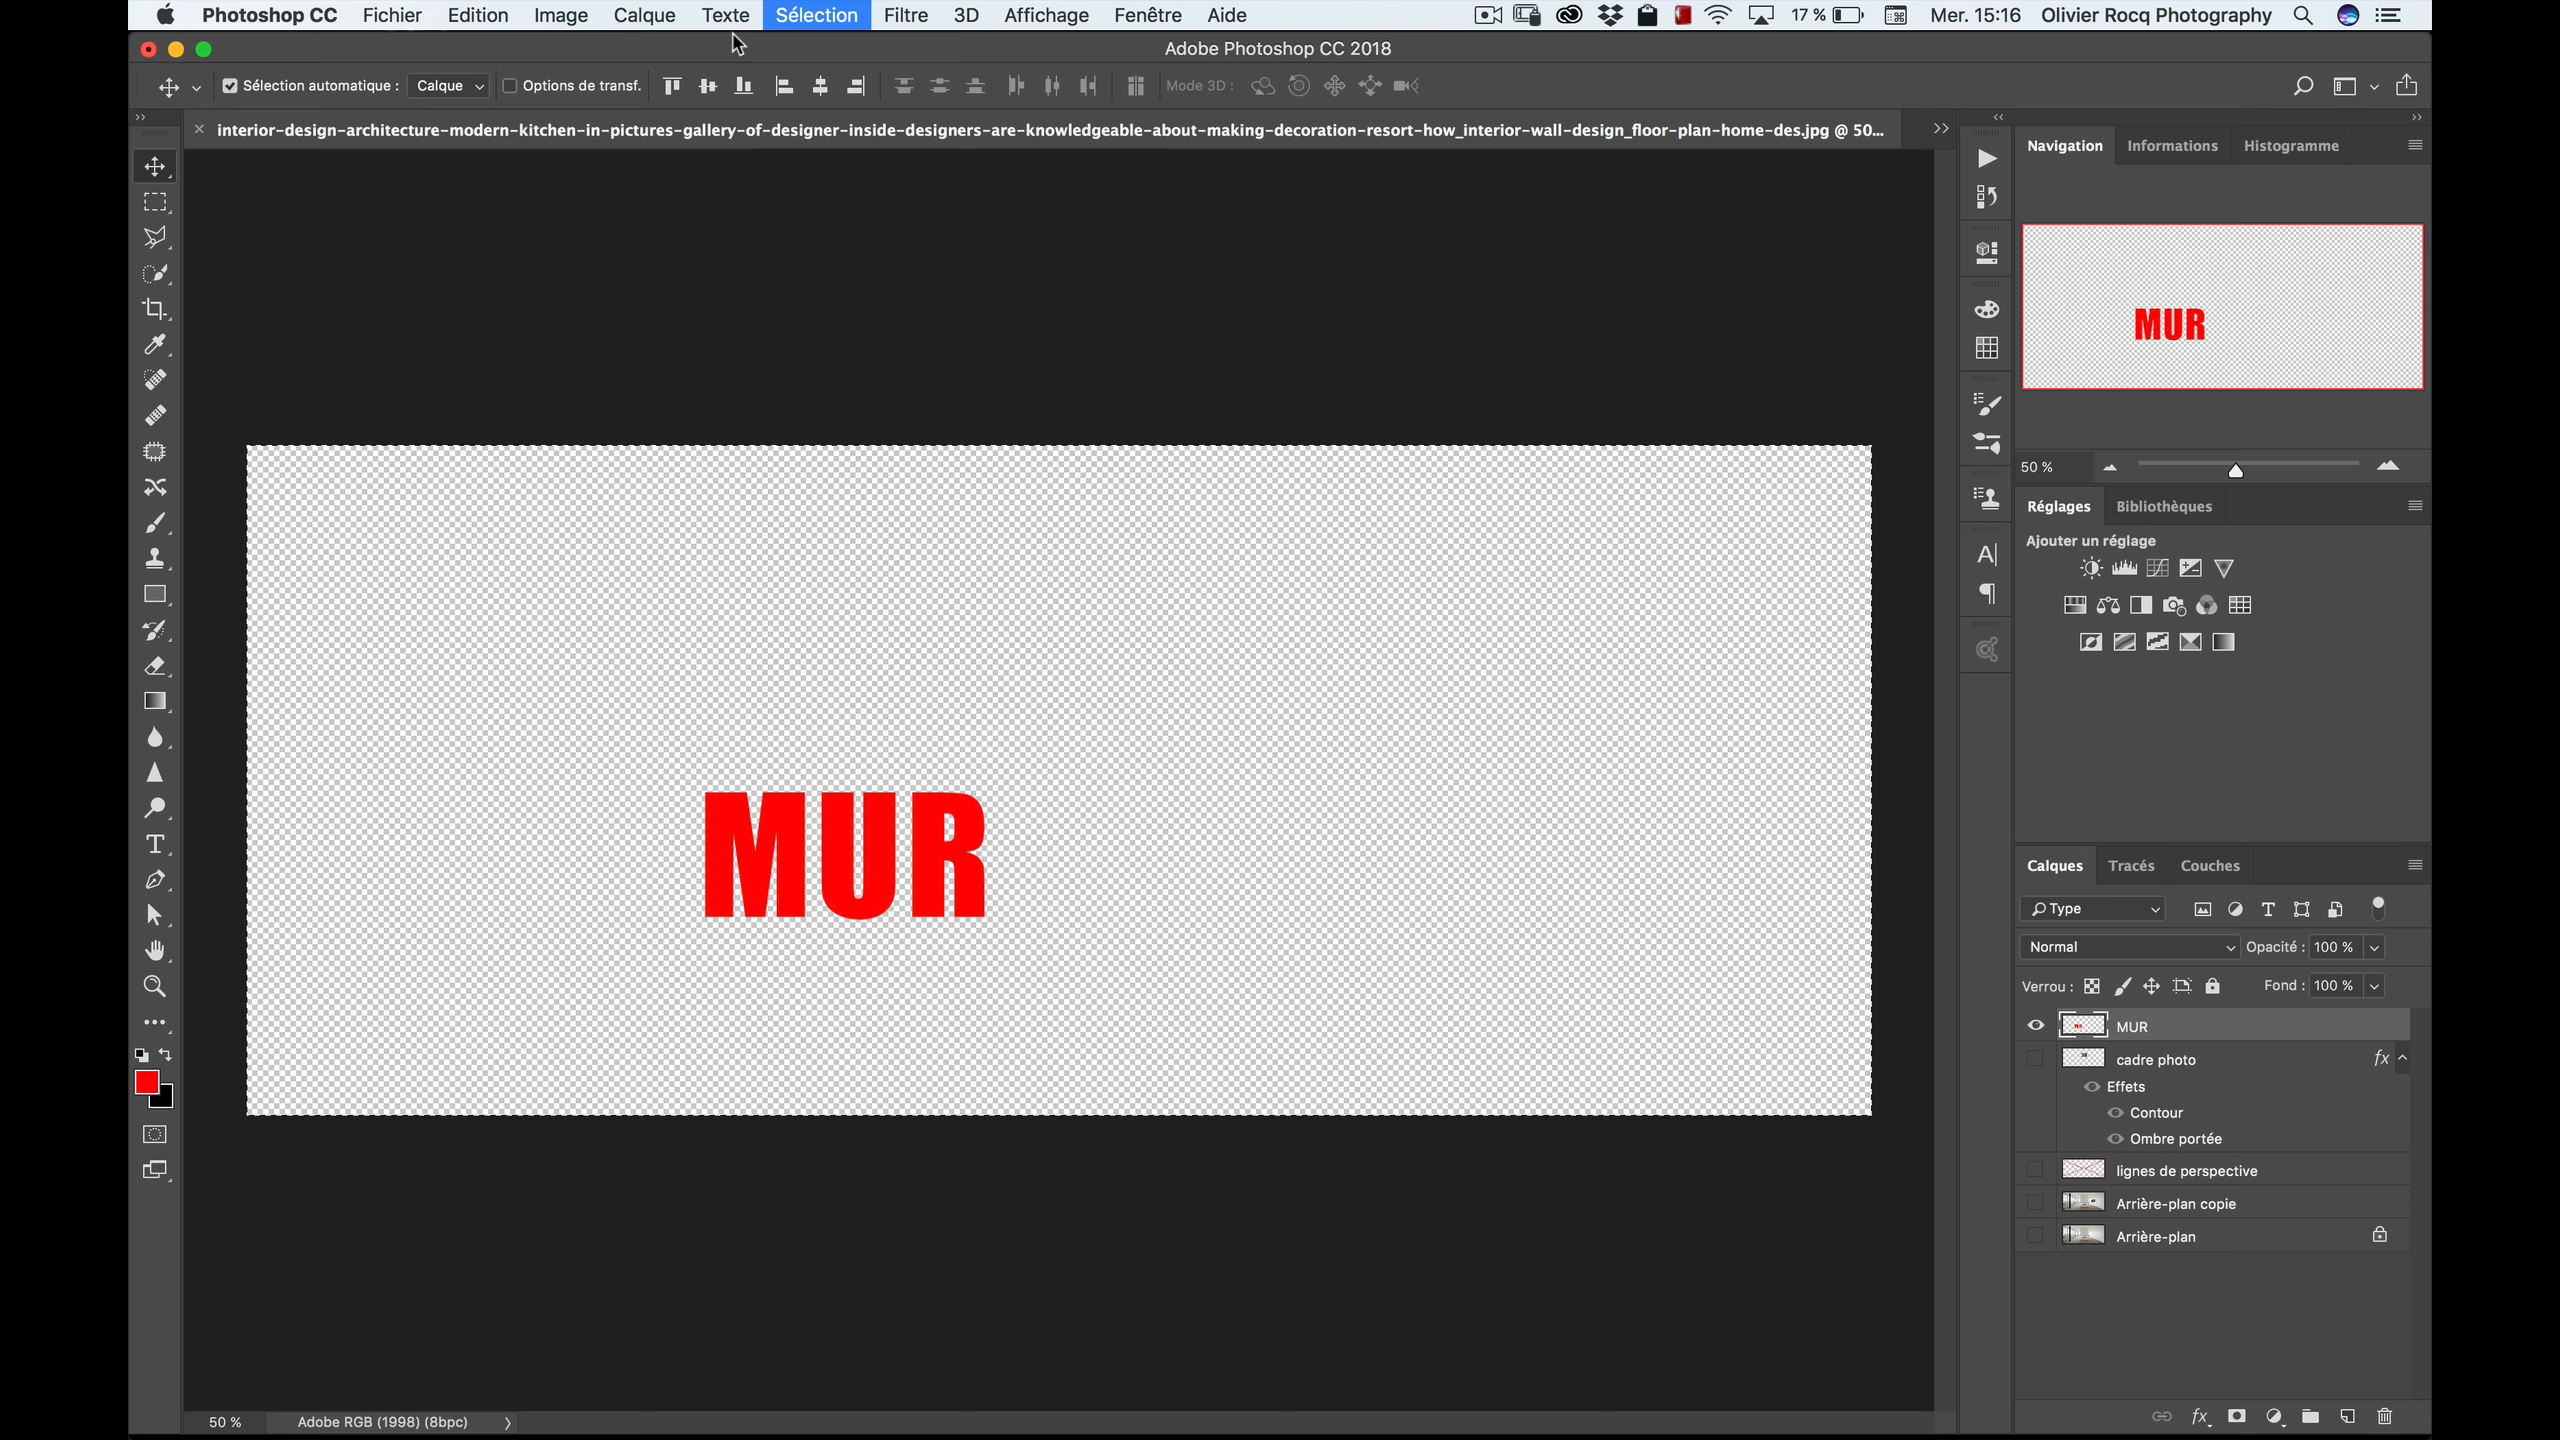 Photoshop CC Fichier Edition Image Calque Texte Sélection Filtre 3D Affichage Fenêtre Aide 17 % Mer. 15:16 Olivier Rocq Photography
Adobe Photoshop CC 2018
Sélection automatique : Calque Options de transf. Mode 3D :
interior-design-architecture-modern-kitchen-in-pictures-gallery-of-designer-inside-designers-are-knowledgeable-about-making-decoration-resort-how_interior-wall-design_floor-plan-home-des.jpg @ 50...
Navigation Informations Histogramme
MUR
50 %
Réglages Bibliothèques
Ajouter un réglage
MUR
Calques Tracés Couches
Type
Normal Opacité : 100 %
Verrou : Fond : 100 %
MUR
cadre photo fx
Effets
Contour
Ombre portée
lignes de perspective
Arrière-plan copie
Arrière-plan
50 % Adobe RGB (1998) (8bpc)
fx